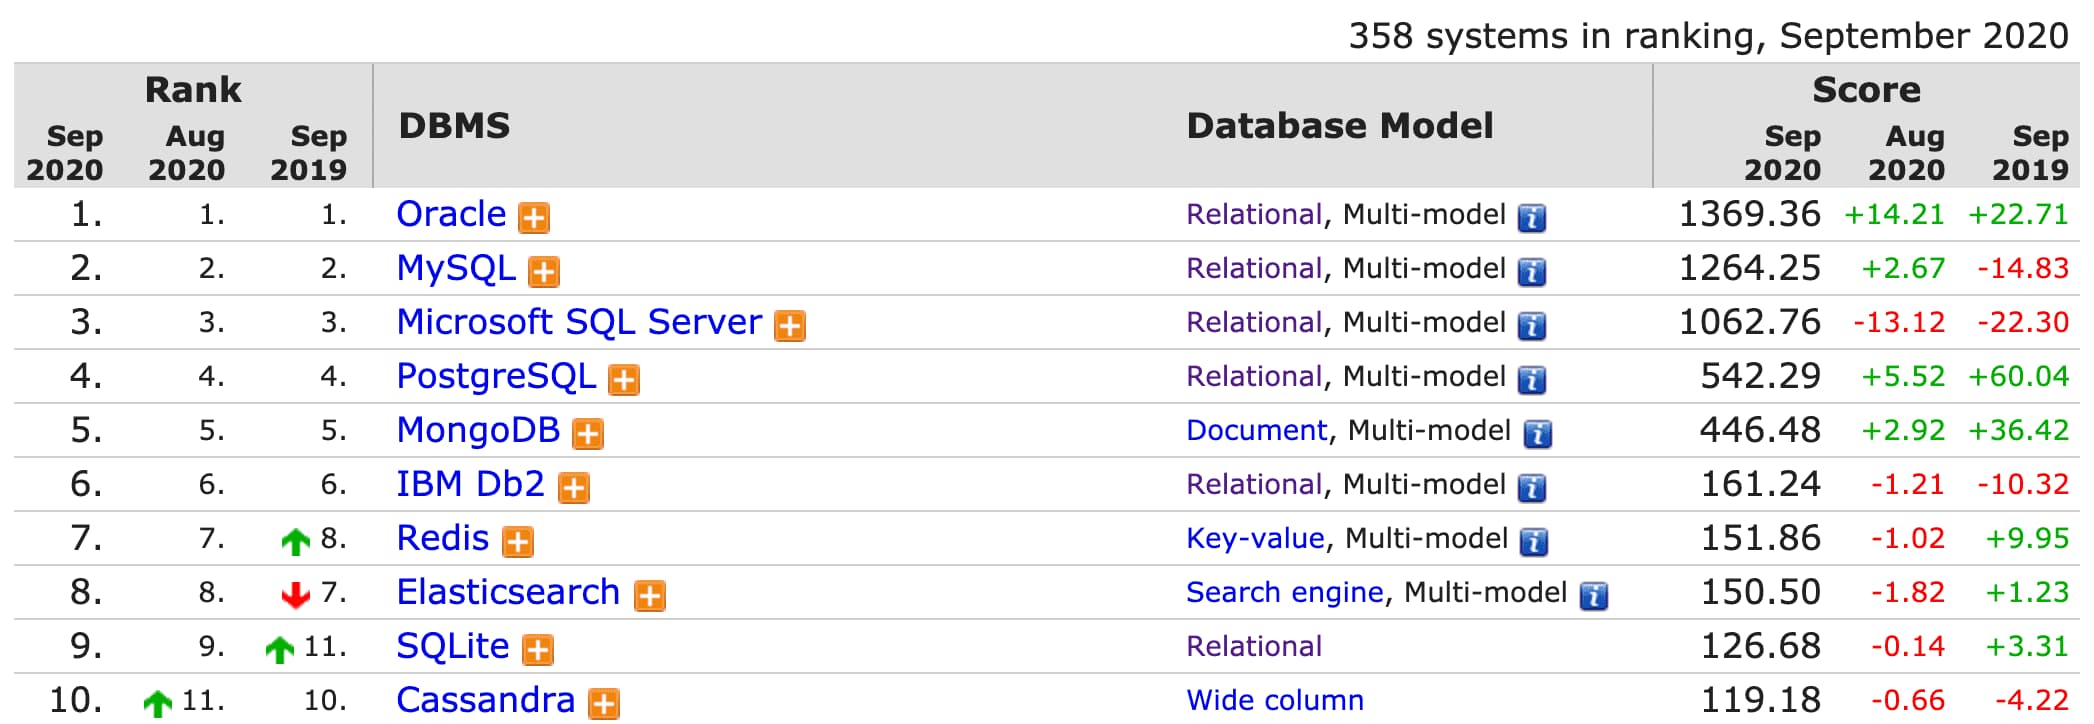 358 systems in ranking, September 2020
Rank DBMS Database Model Score
Sep 2020 Aug 2020 Sep 2019 Sep 2020 Aug 2020 Sep 2019
1. 1. 1. Oracle Relational, Multi-model 1369.36 +14.21 +22.71
2. 2. 2. MySQL Relational, Multi-model 1264.25 +2.67 -14.83
3. 3. 3. Microsoft SQL Server Relational, Multi-model 1062.76 -13.12 -22.30
4. 4. 4. PostgreSQL Relational, Multi-model 542.29 +5.52 +60.04
5. 5. 5. MongoDB Document, Multi-model 446.48 +2.92 +36.42
6. 6. 6. IBM Db2 Relational, Multi-model 161.24 -1.21 -10.32
7. 7. 8. Redis Key-value, Multi-model 151.86 -1.02 +9.95
8. 8. 7. Elasticsearch Search engine, Multi-model 150.50 -1.82 +1.23
9. 9. 11. SQLite Relational 126.68 -0.14 +3.31
10. 11. 10. Cassandra Wide column 119.18 -0.66 -4.22